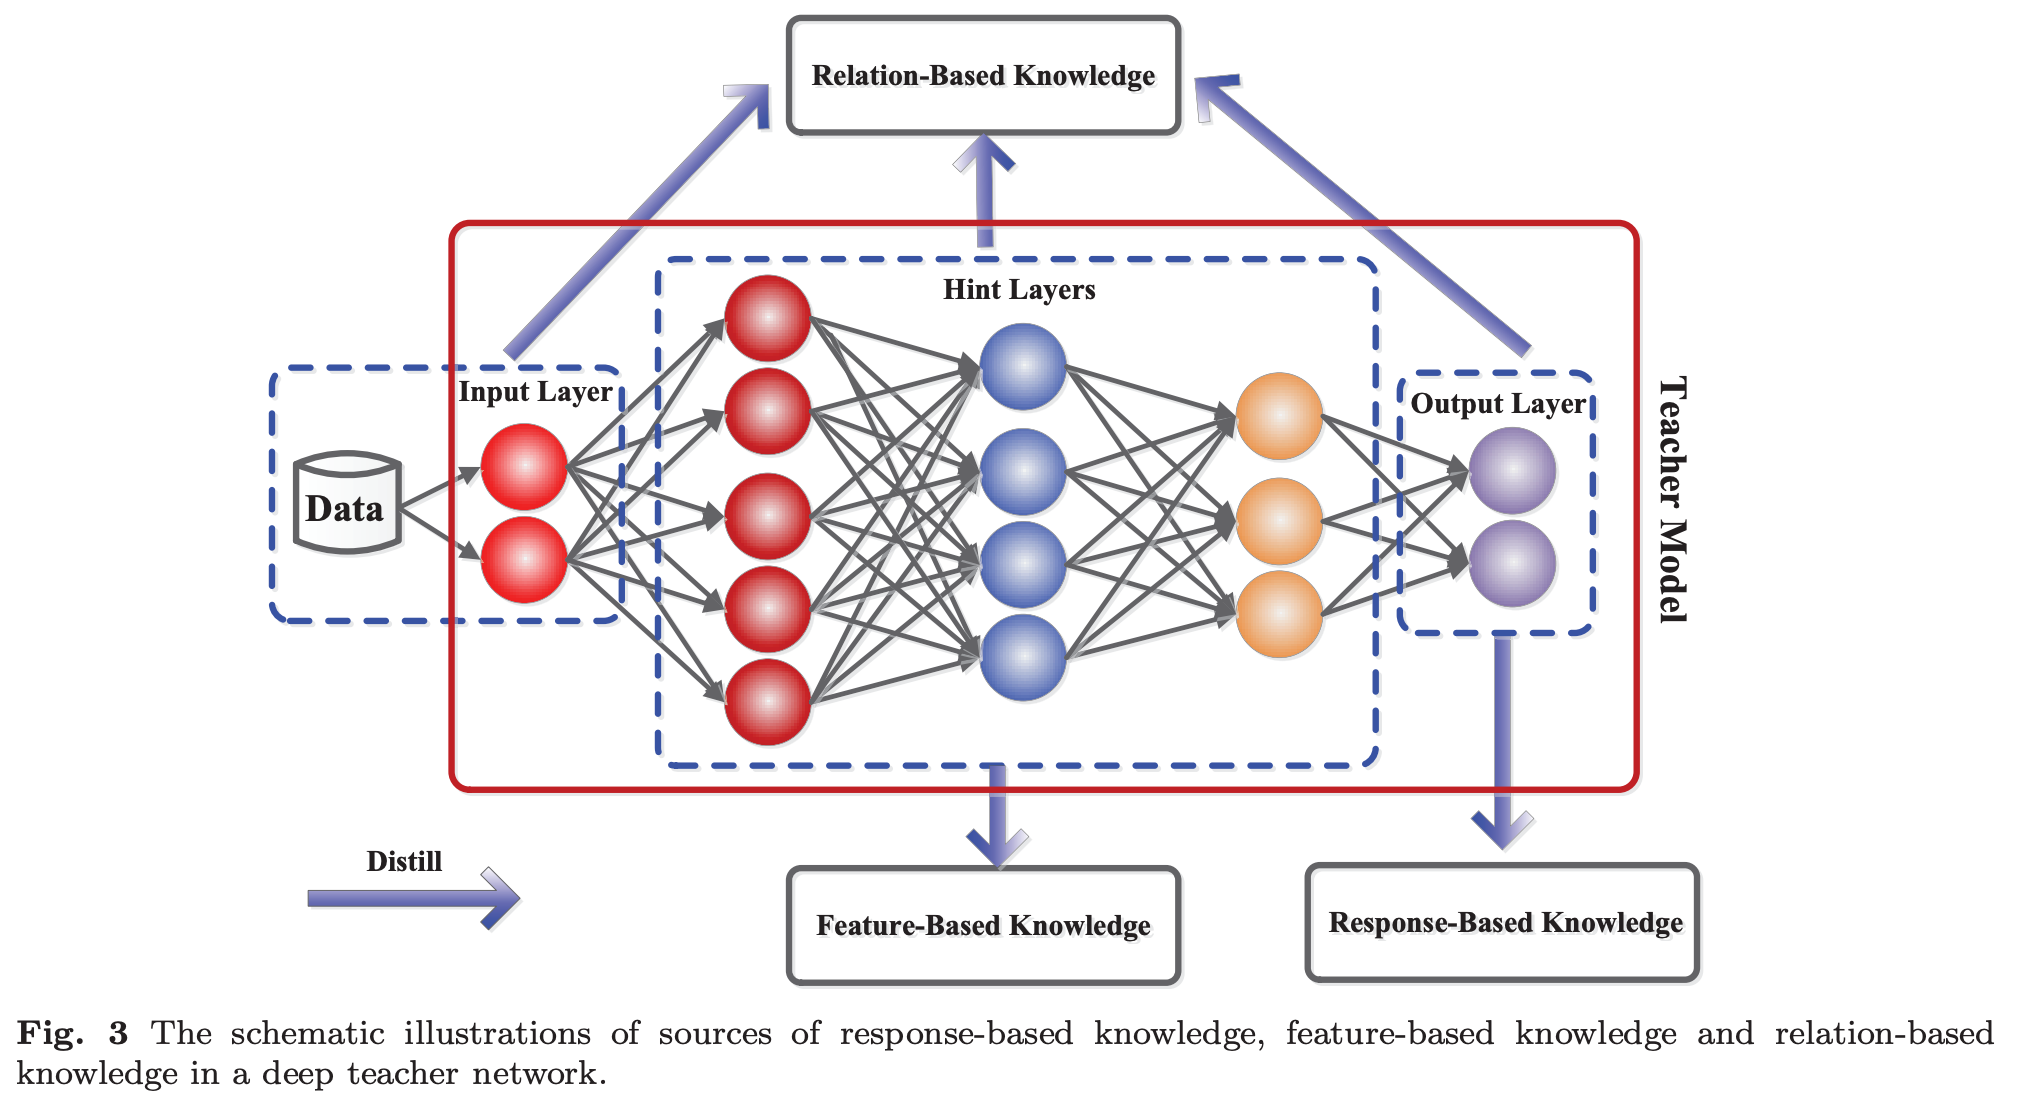 Relation-Based Knowledge
Hint Layers
Input Layer
Output Layer
Data
Teacher Model
Distill
Feature-Based Knowledge
Response-Based Knowledge
Fig. 3 The schematic illustrations of sources of response-based knowledge, feature-based knowledge and relation-based
knowledge in a deep teacher network.